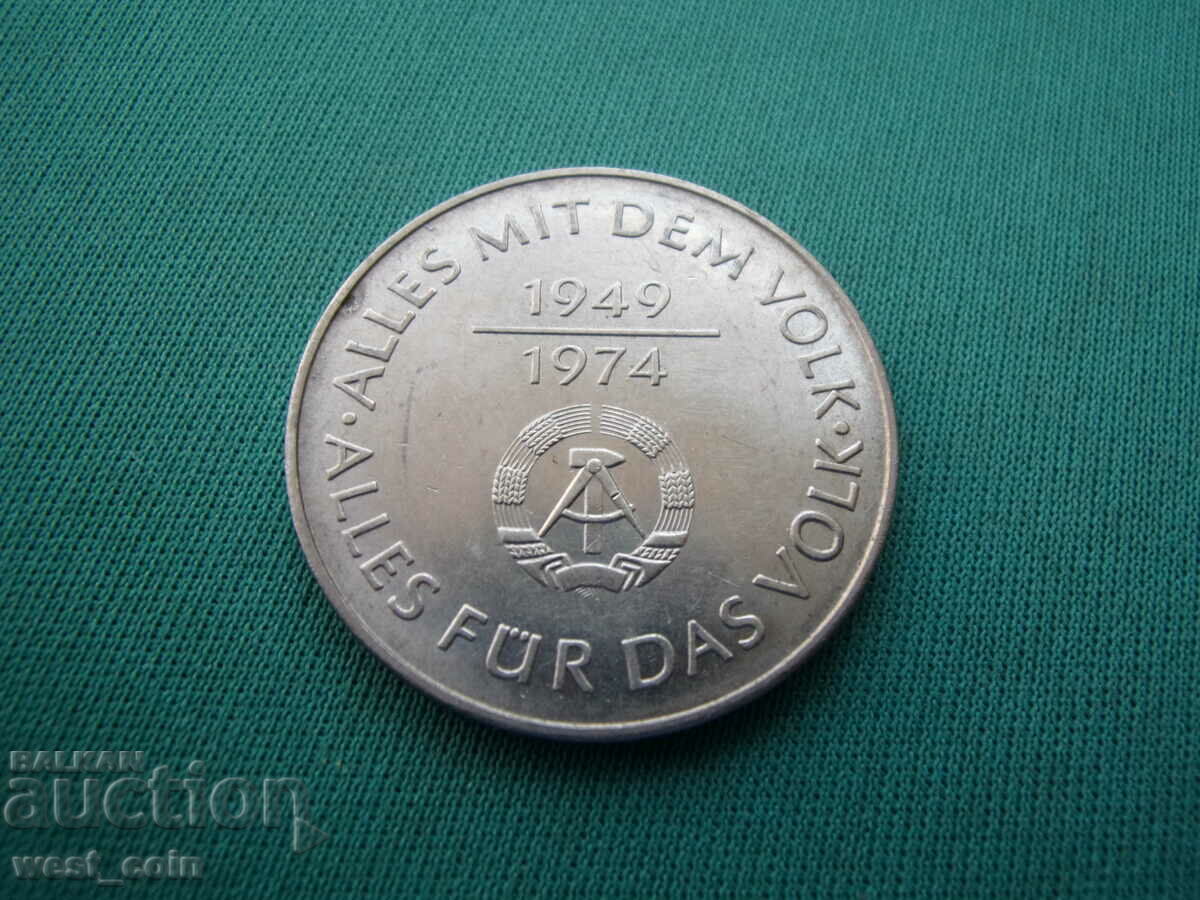 ALLES MIT DEM VOLK · ALLES FÜR DAS VOLK ·
1949
1974
BALKAN
auction
west_coin